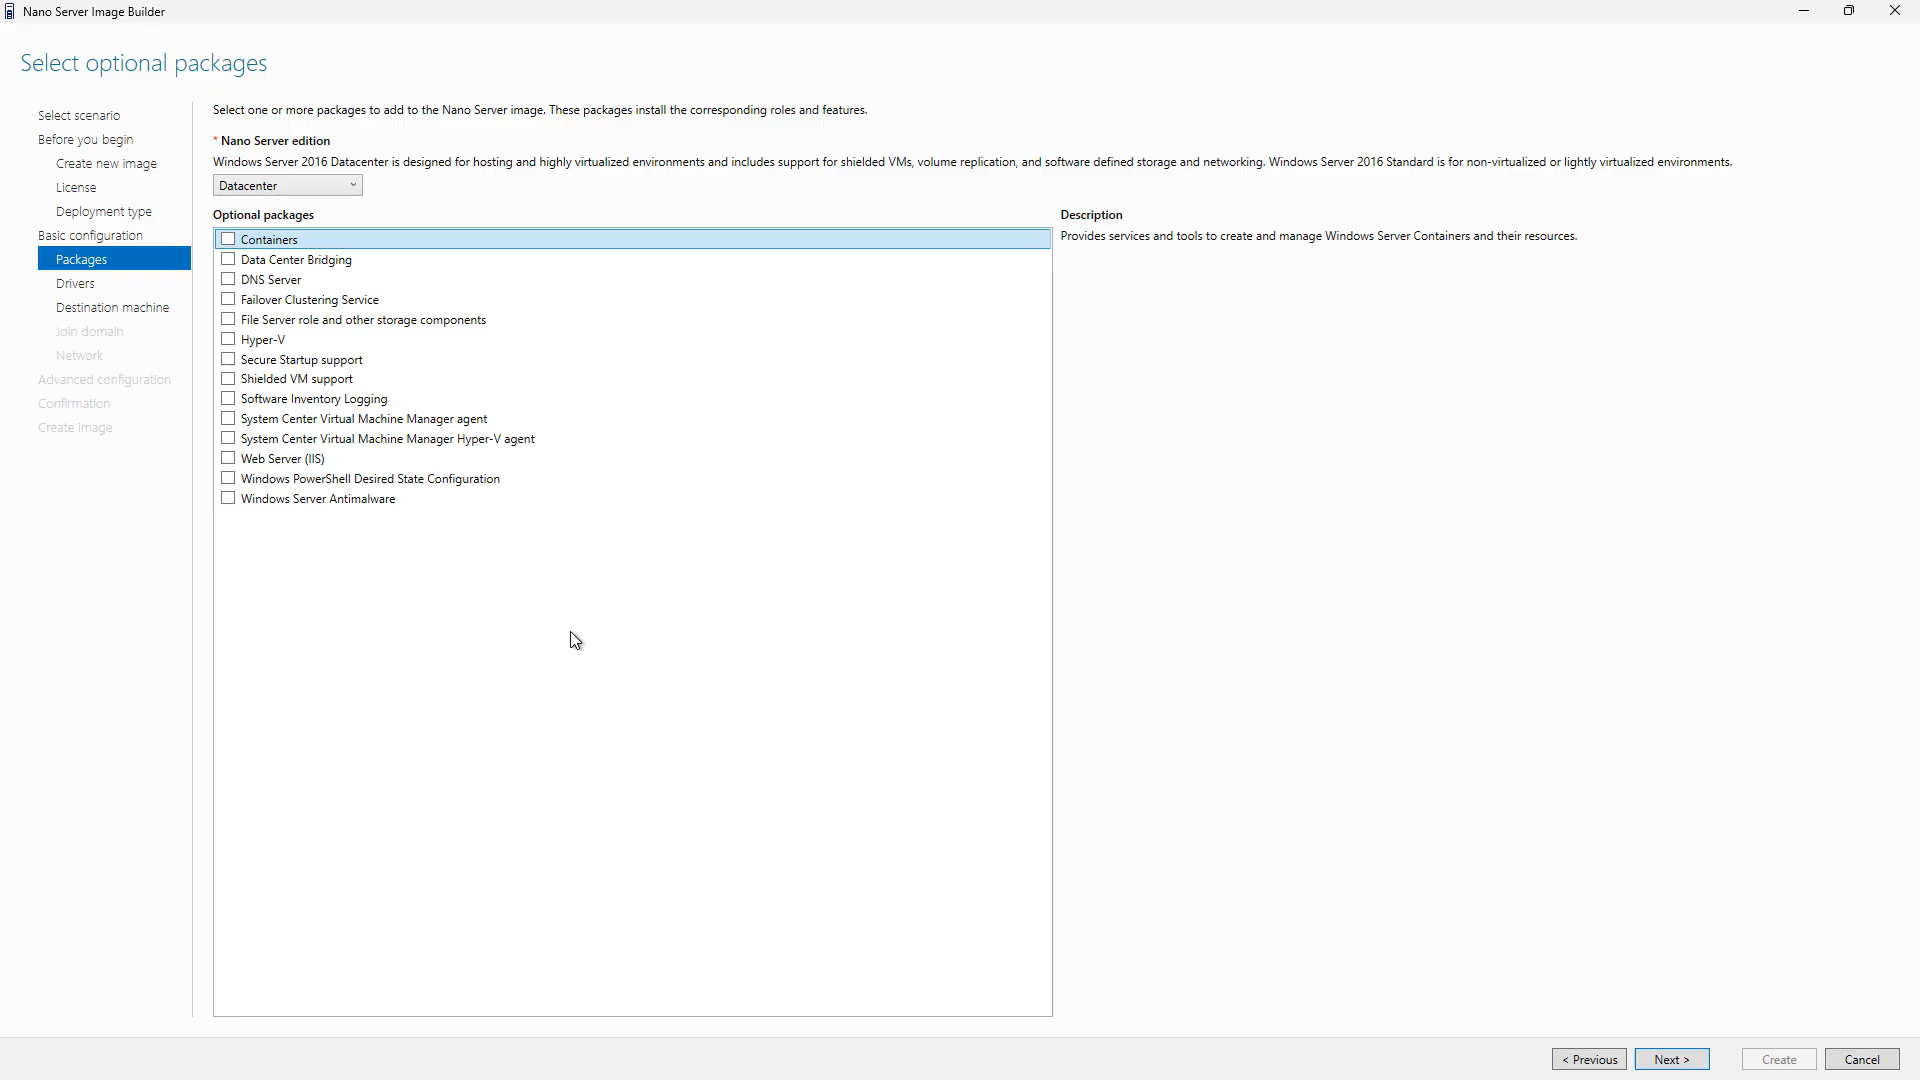 Nano Server Image Builder
Select optional packages
Select scenario
Before you begin
Create new image
License
Deployment type
Basic configuration
Packages
Drivers
Destination machine
Join domain
Network
Advanced configuration
Confirmation
Create image
Select one or more packages to add to the Nano Server image. These packages install the corresponding roles and features.
* Nano Server edition
Windows Server 2016 Datacenter is designed for hosting and highly virtualized environments and includes support for shielded VMs, volume replication, and software defined storage and networking. Windows Server 2016 Standard is for non-virtualized or lightly virtualized environments.
Datacenter
Optional packages
Containers
Data Center Bridging
DNS Server
Failover Clustering Service
File Server role and other storage components
Hyper-V
Secure Startup support
Shielded VM support
Software Inventory Logging
System Center Virtual Machine Manager agent
System Center Virtual Machine Manager Hyper-V agent
Web Server (IIS)
Windows PowerShell Desired State Configuration
Windows Server Antimalware
Description
Provides services and tools to create and manage Windows Server Containers and their resources.
< Previous
Next >
Create
Cancel